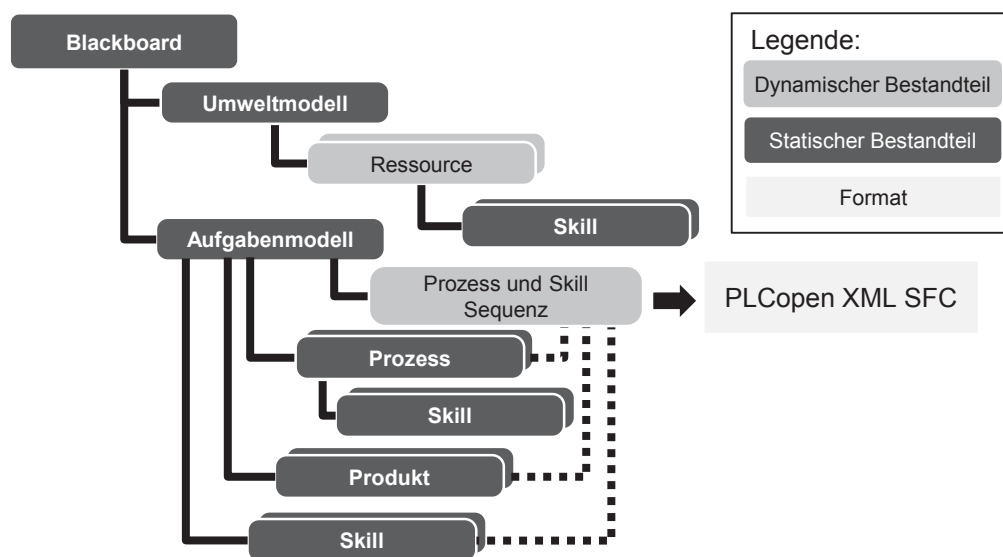 Blackboard
Umweltmodell
Ressource
Skill
Aufgabenmodell
Prozess und Skill
Sequenz
PLCopen XML SFC
Prozess
Skill
Produkt
Skill
Legende:
Dynamischer Bestandteil
Statischer Bestandteil
Format